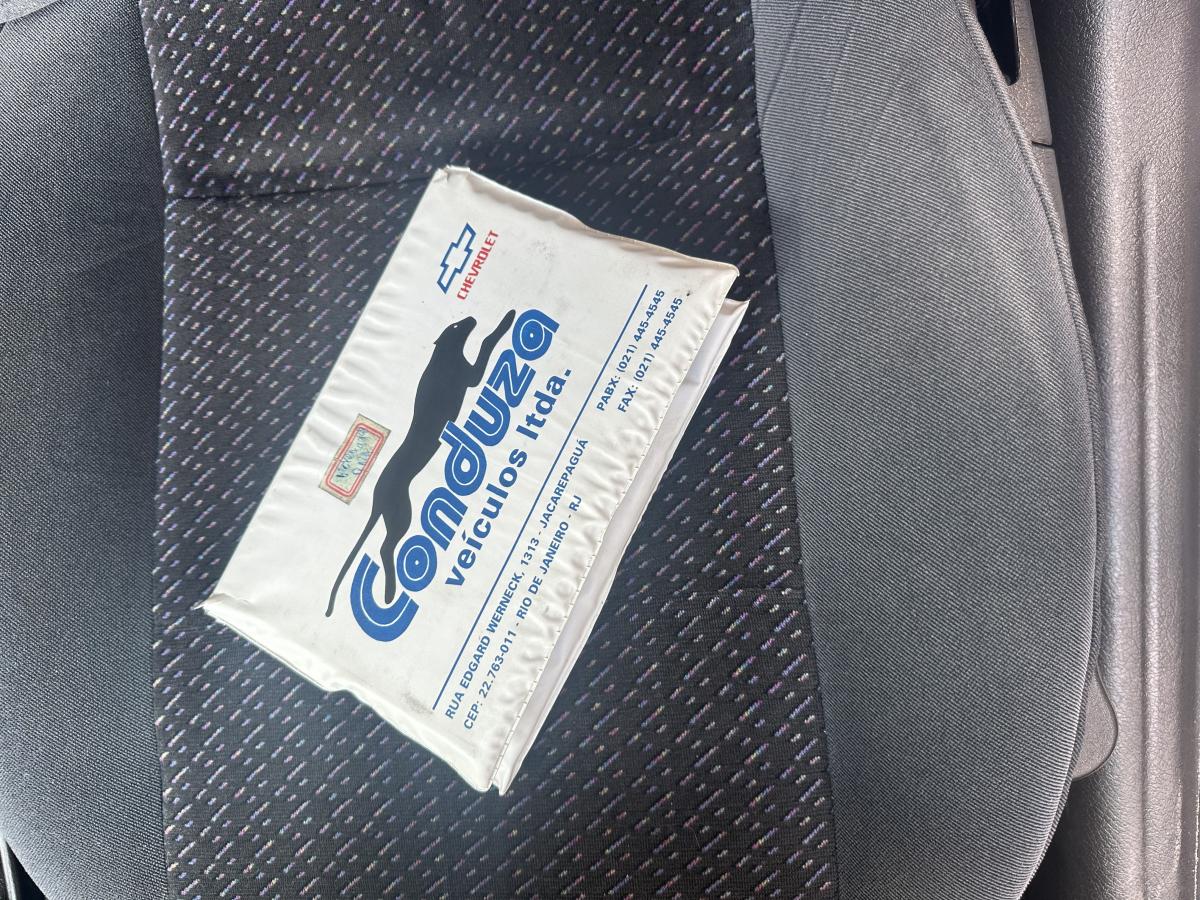 CHEVROLET
Conduza
veículos ltda.
RUA EDGARD WERNECK, 1313 - JACAREPAGUÁ
CEP: 22.763-011 - RIO DE JANEIRO - RJ
PABX: (021) 445-4545
FAX: (021) 445-4545